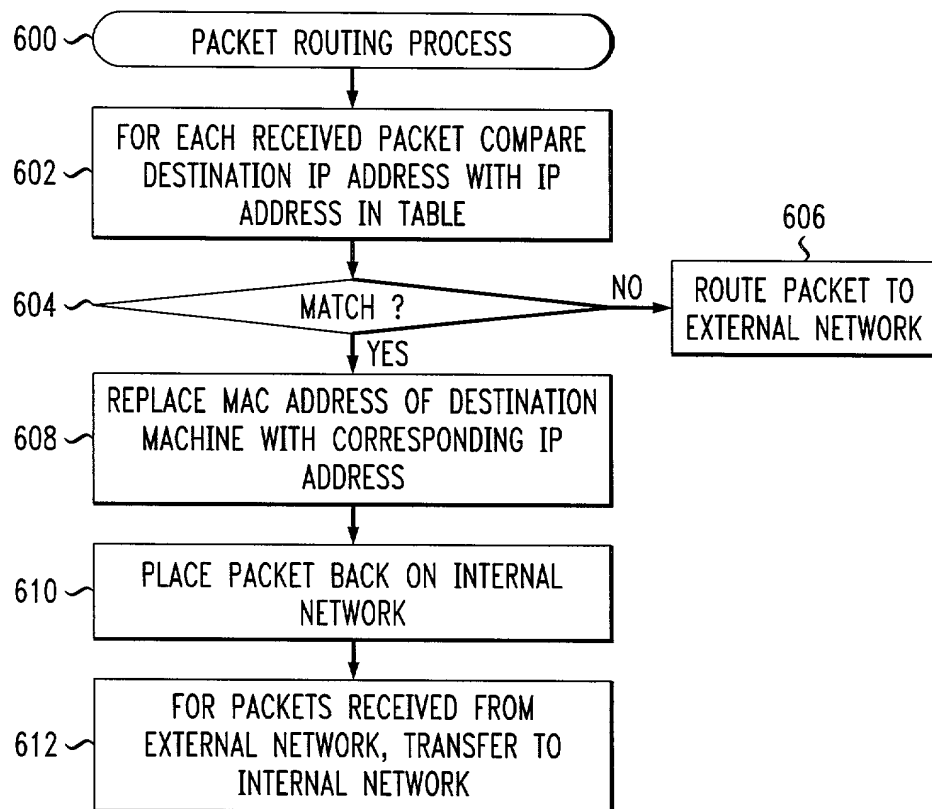 600
PACKET ROUTING PROCESS
602
FOR EACH RECEIVED PACKET COMPARE
DESTINATION IP ADDRESS WITH IP
ADDRESS IN TABLE
604
MATCH ?
NO
606
ROUTE PACKET TO
EXTERNAL NETWORK
YES
608
REPLACE MAC ADDRESS OF DESTINATION
MACHINE WITH CORRESPONDING IP
ADDRESS
610
PLACE PACKET BACK ON INTERNAL
NETWORK
612
FOR PACKETS RECEIVED FROM
EXTERNAL NETWORK, TRANSFER TO
INTERNAL NETWORK